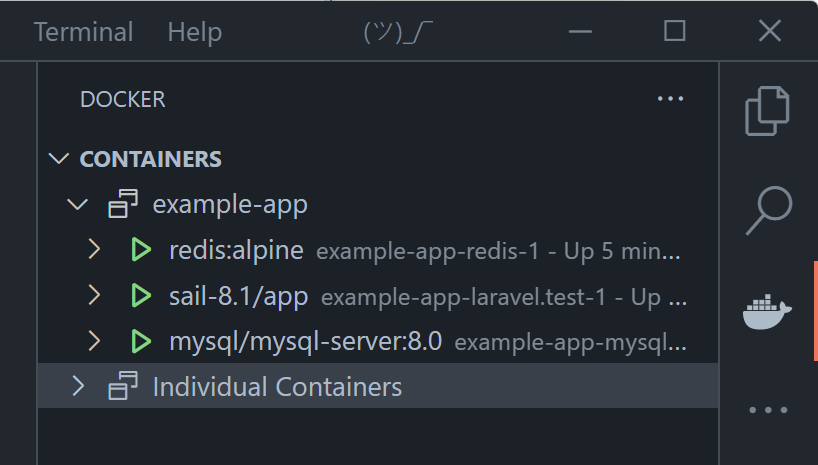 Terminal Help (ツ)_/¯
DOCKER
CONTAINERS
example-app
redis:alpine example-app-redis-1 - Up 5 min...
sail-8.1/app example-app-laravel.test-1 - Up ...
mysql/mysql-server:8.0 example-app-mysql...
Individual Containers